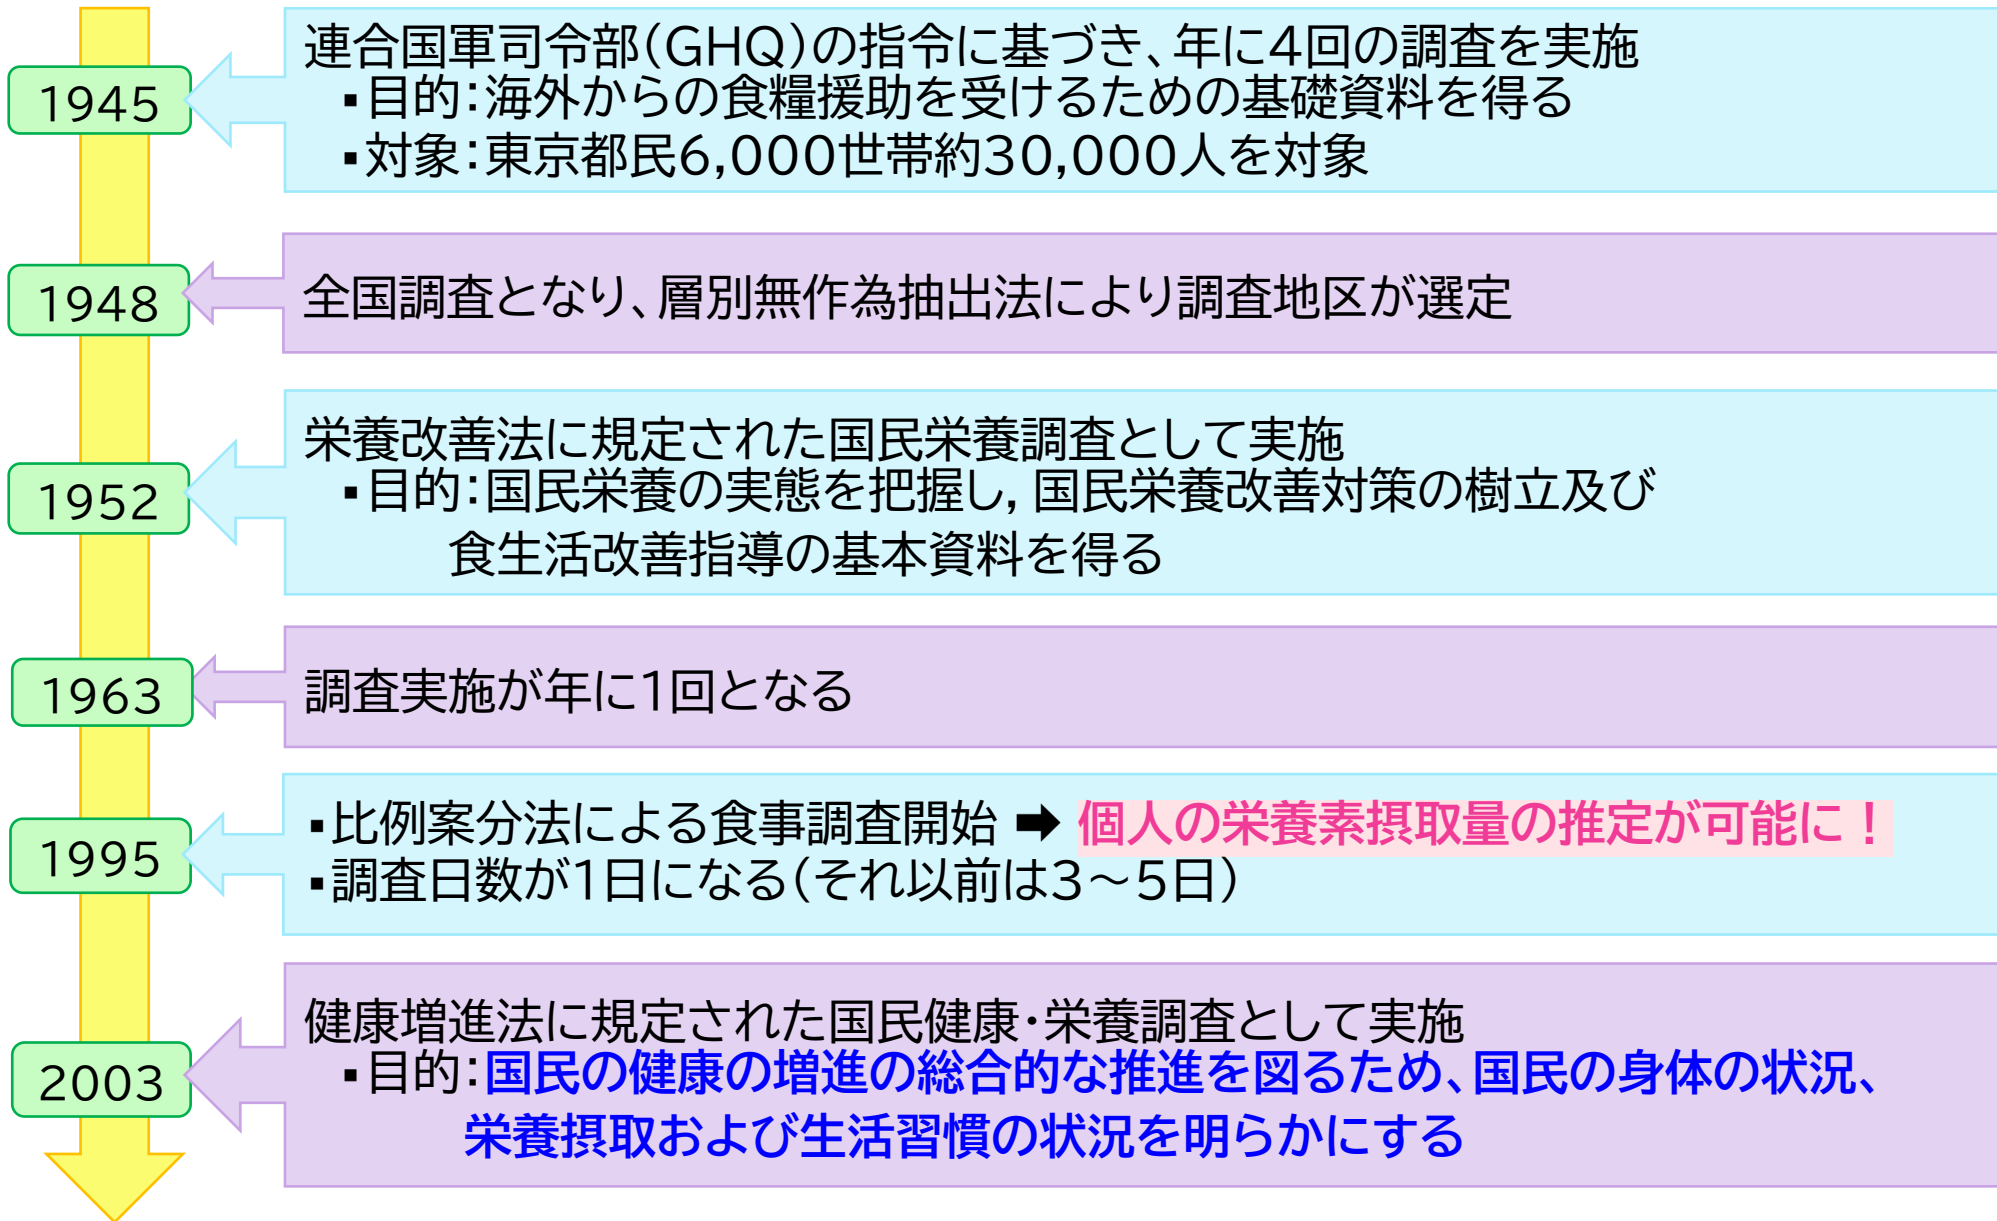 1945
連合国軍司令部(GHQ)の指令に基づき、年に4回の調査を実施
▪目的:海外からの食糧援助を受けるための基礎資料を得る
▪対象:東京都民6,000世帯約30,000人を対象
1948
全国調査となり、層別無作為抽出法により調査地区が選定
1952
栄養改善法に規定された国民栄養調査として実施
▪目的:国民栄養の実態を把握し,国民栄養改善対策の樹立及び
食生活改善指導の基本資料を得る
1963
調査実施が年に1回となる
1995
▪比例案分法による食事調査開始 ➡ 個人の栄養素摂取量の推定が可能に!
▪調査日数が1日になる(それ以前は3～5日)
2003
健康増進法に規定された国民健康・栄養調査として実施
▪目的:国民の健康の増進の総合的な推進を図るため、国民の身体の状況、
栄養摂取および生活習慣の状況を明らかにする